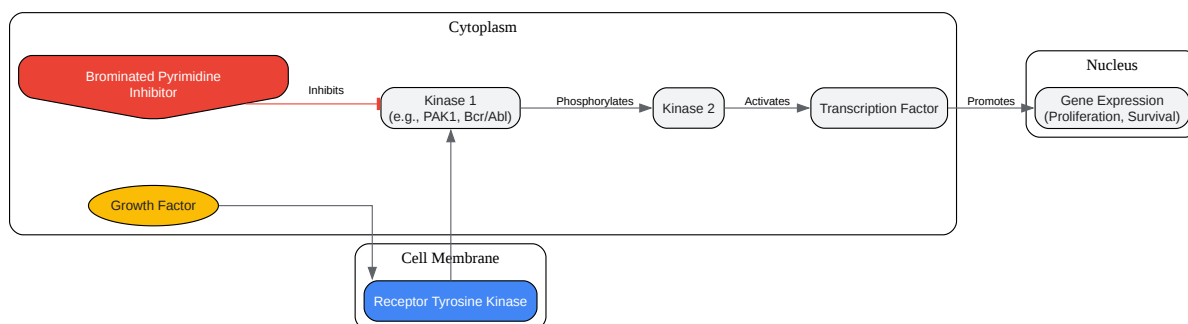 Cytoplasm
Brominated Pyrimidine
Inhibitor
Inhibits
Kinase 1
(e.g., PAK1, Bcr/Abl)
Phosphorylates
Kinase 2
Activates
Transcription Factor
Promotes
Nucleus
Gene Expression
(Proliferation, Survival)
Growth Factor
Cell Membrane
Receptor Tyrosine Kinase